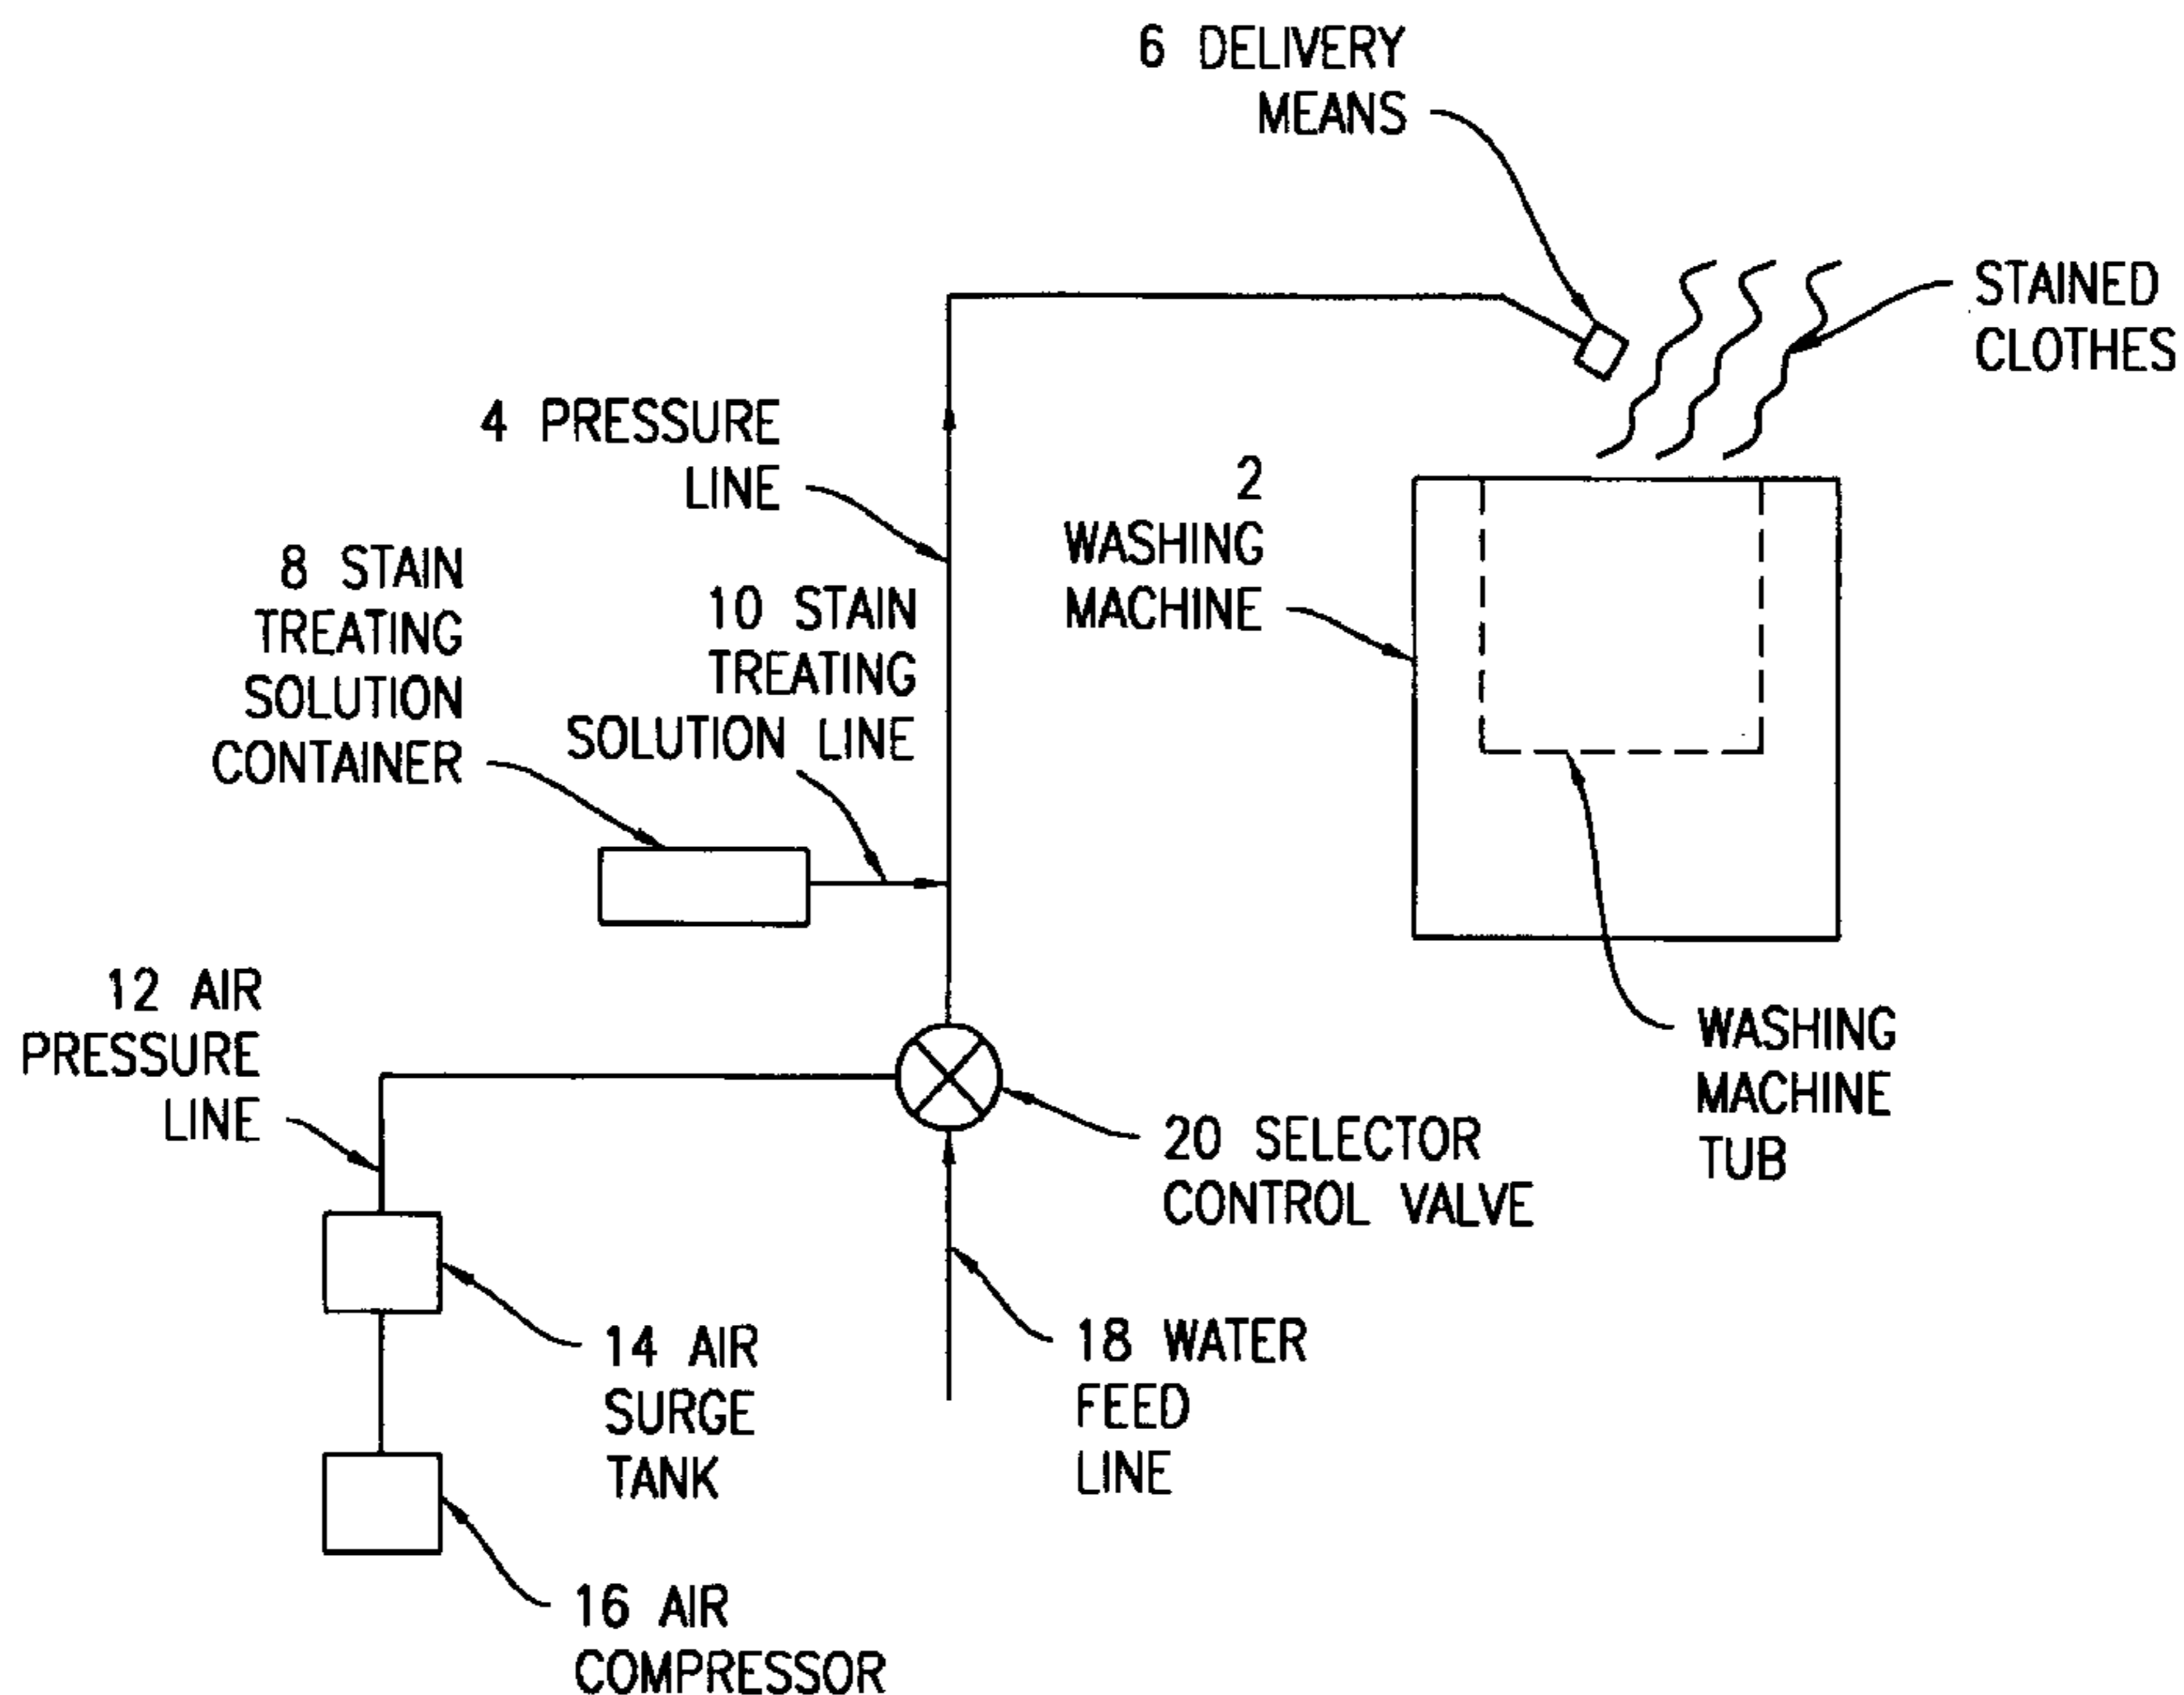 6 DELIVERY
MEANS
STAINED
CLOTHES
4 PRESSURE
LINE
2
WASHING
MACHINE
8 STAIN
TREATING
SOLUTION
CONTAINER
10 STAIN
TREATING
SOLUTION LINE
12 AIR
PRESSURE
LINE
WASHING
MACHINE
TUB
20 SELECTOR
CONTROL VALVE
14 AIR
SURGE
TANK
18 WATER
FEED
LINE
16 AIR
COMPRESSOR